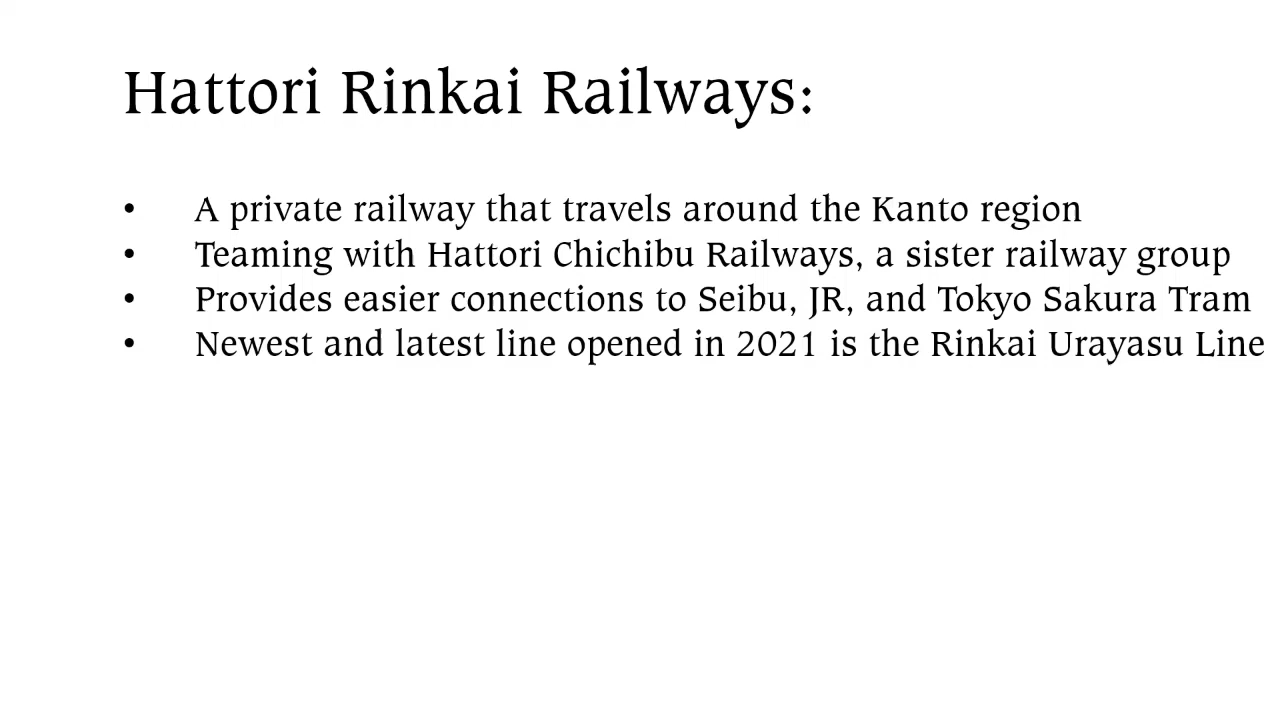 Hattori Rinkai Railways:
• A private railway that travels around the Kanto region
• Teaming with Hattori Chichibu Railways, a sister railway group
• Provides easier connections to Seibu, JR, and Tokyo Sakura Tram
• Newest and latest line opened in 2021 is the Rinkai Urayasu Line